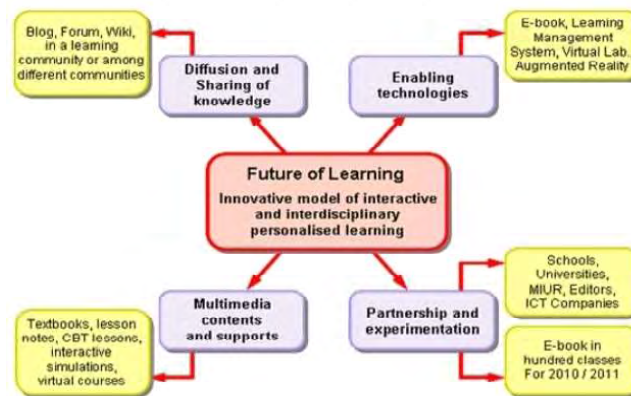 Blog, Forum, Wiki,
in a learning
community or among
different communities
Diffusion and
Sharing of
knowledge
Enabling
technologies
E-book, Learning
Management
System, Virtual Lab.
Augmented Reality
Future of Learning
Innovative model of interactive
and interdisciplinary
personalised learning
Textbooks, lesson
notes, CBT lessons,
interactive
simulations,
virtual courses
Multimedia
contents
and supports
Partnership and
experimentation
Schools,
Universities,
MIUR, Editors,
ICT Companies
E-book in
hundred classes
For 2010 / 2011